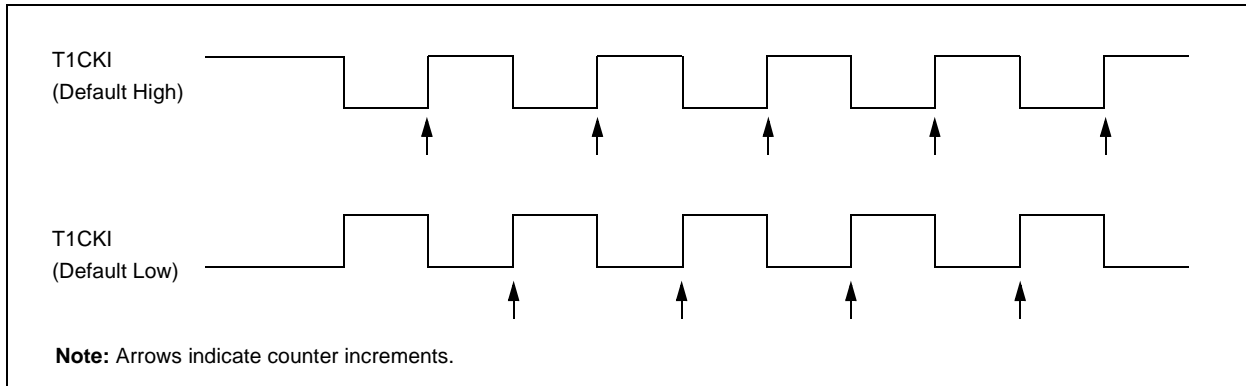 T1CKI
(Default High)
T1CKI
(Default Low)
Note: Arrows indicate counter increments.